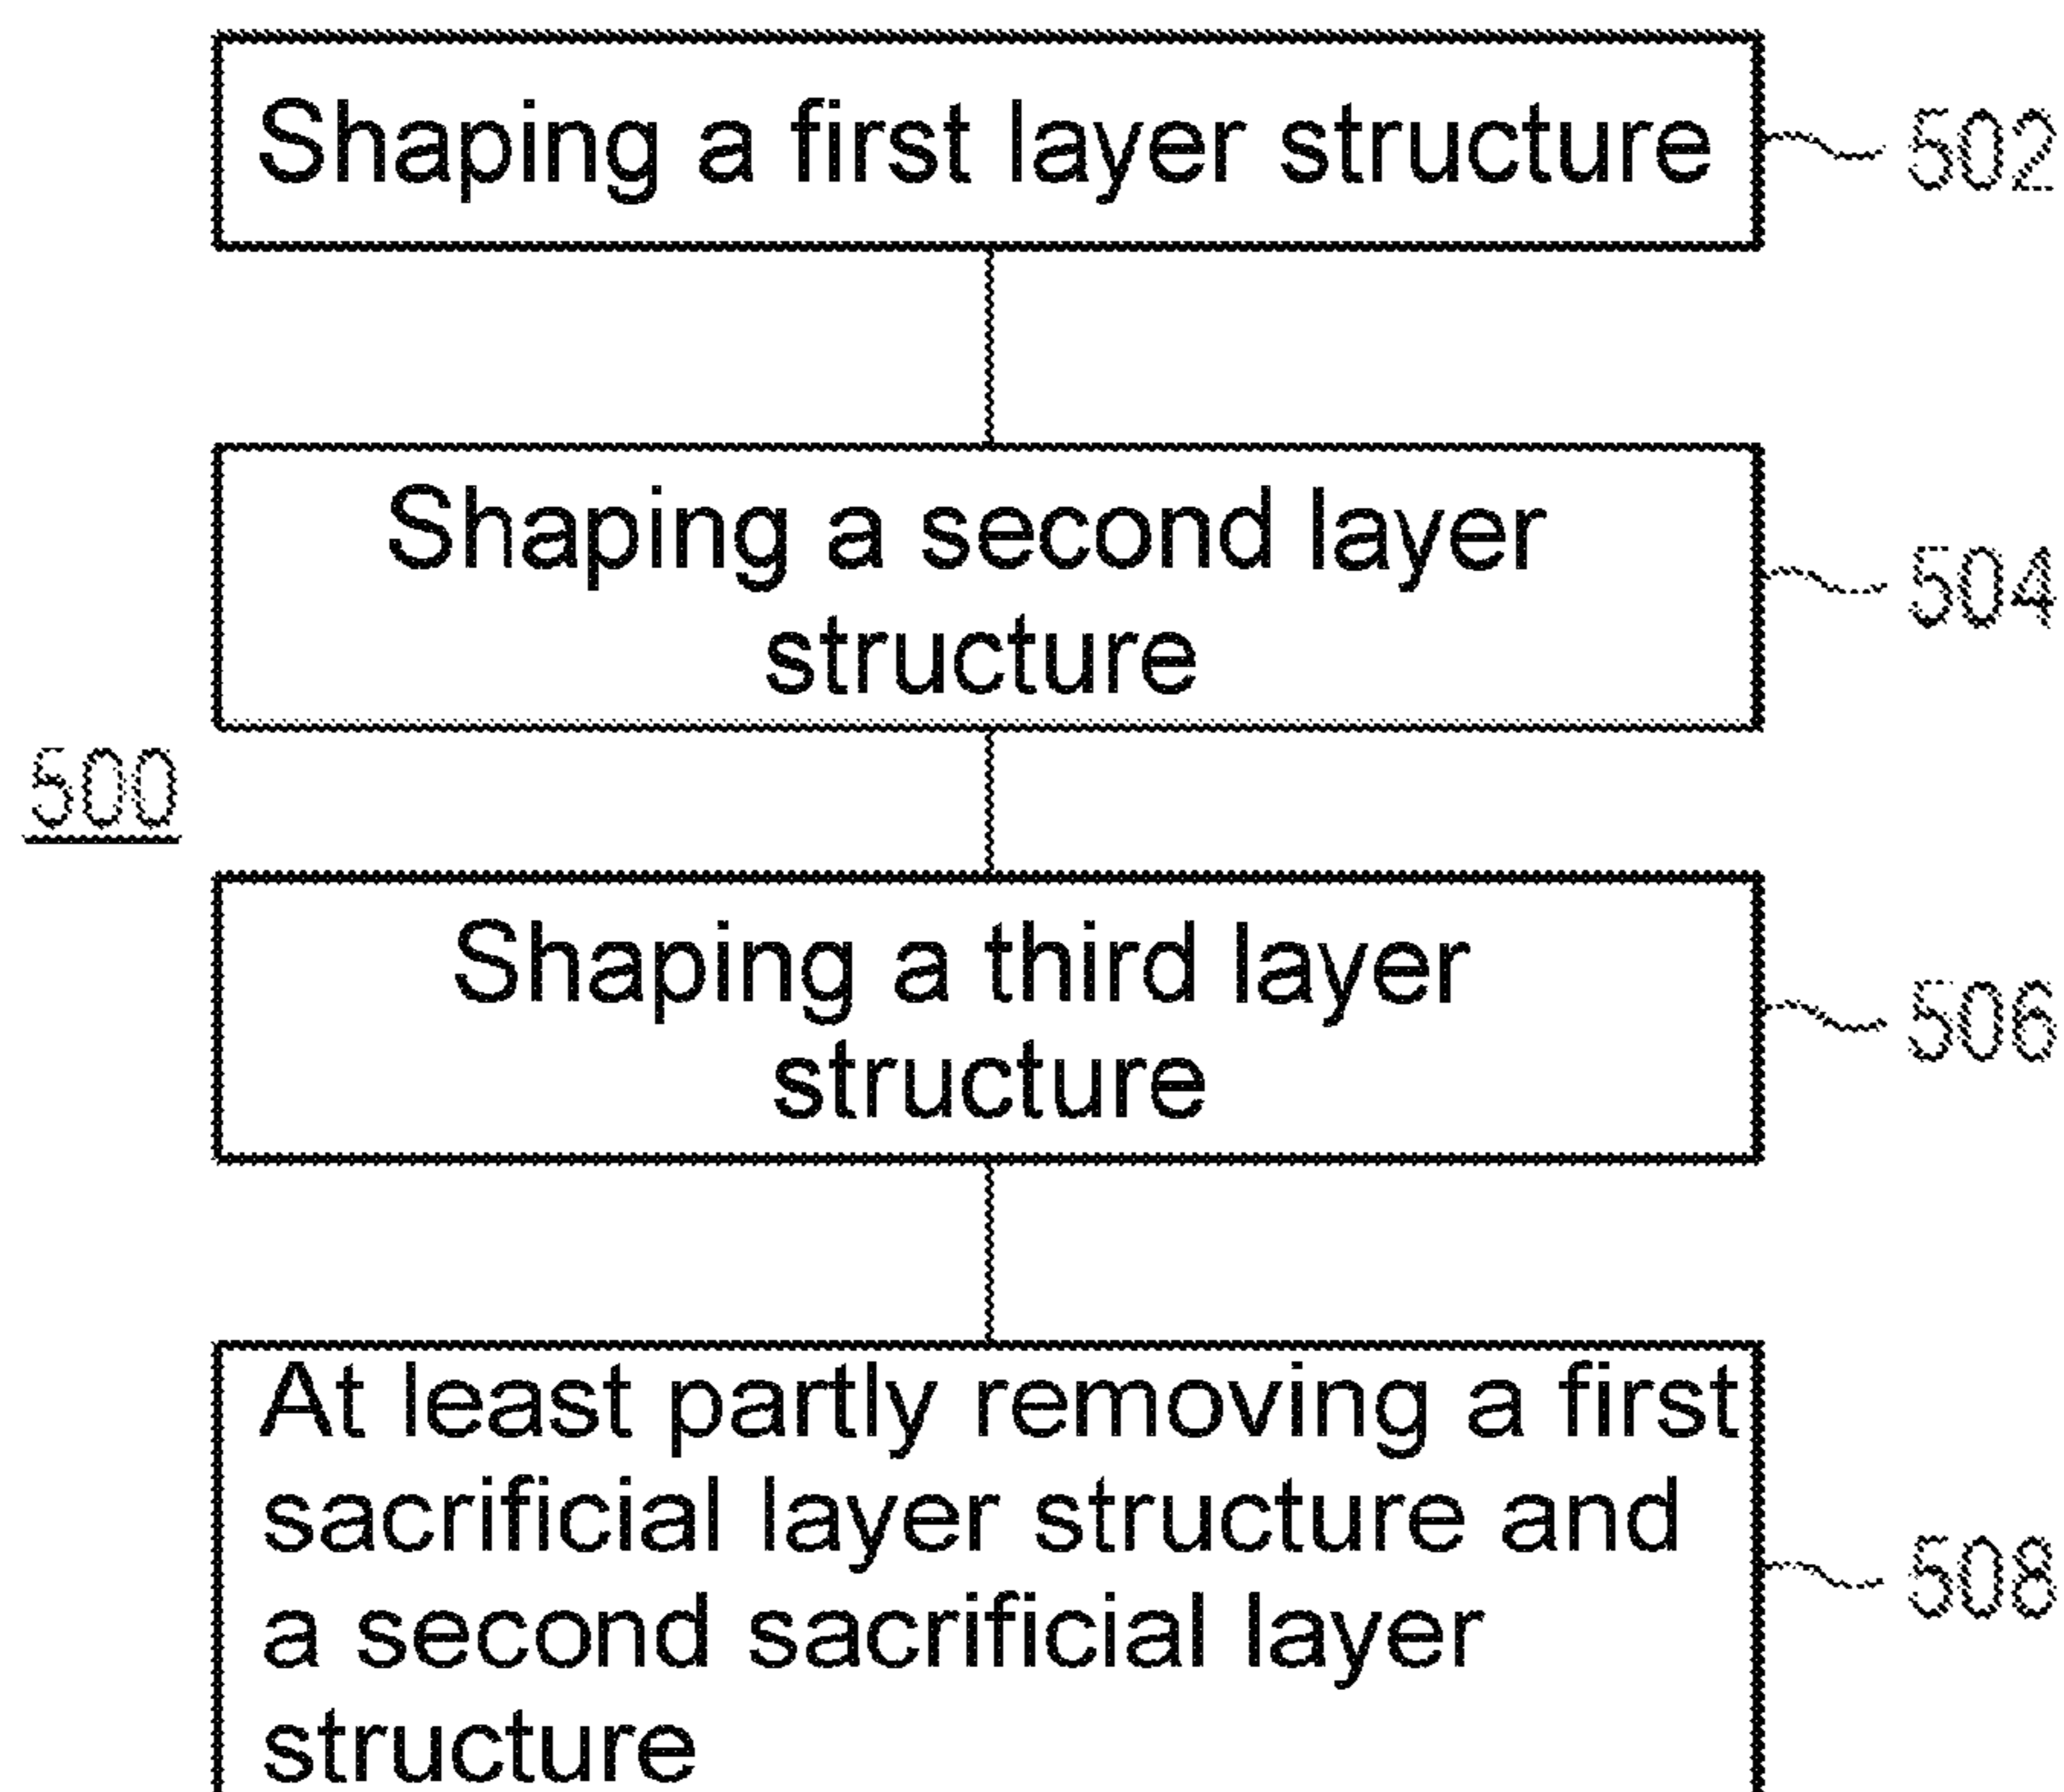 Shaping a first layer structure
502
Shaping a second layer
structure
504
500
Shaping a third layer
structure
506
At least partly removing a first
sacrificial layer structure and
a second sacrificial layer
structure
508